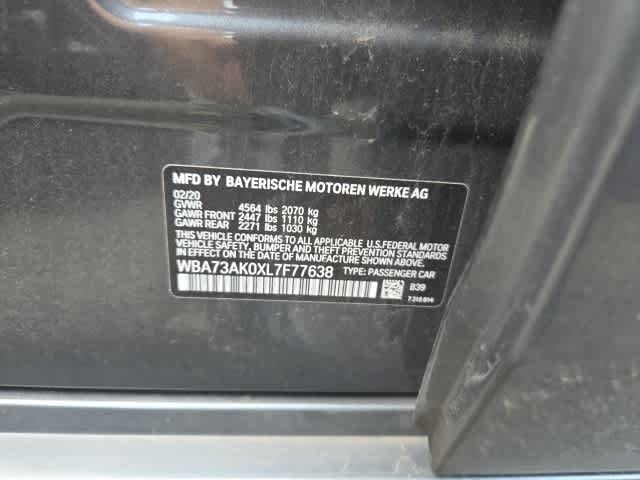 MFD BY BAYERISCHE MOTOREN WERKE AG
02/20
GVWR 4564 lbs 2070 kg
GAWR FRONT 2447 lbs 1110 kg
GAWR REAR 2271 lbs 1030 kg
THIS VEHICLE CONFORMS TO ALL APPLICABLE U.S.FEDERAL MOTOR
VEHICLE SAFETY, BUMPER AND THEFT PREVENTION STANDARDS
IN EFFECT ON THE DATE OF MANUFACTURE SHOWN ABOVE.
WBA73AK0XL7F77638 TYPE: PASSENGER CAR
B39